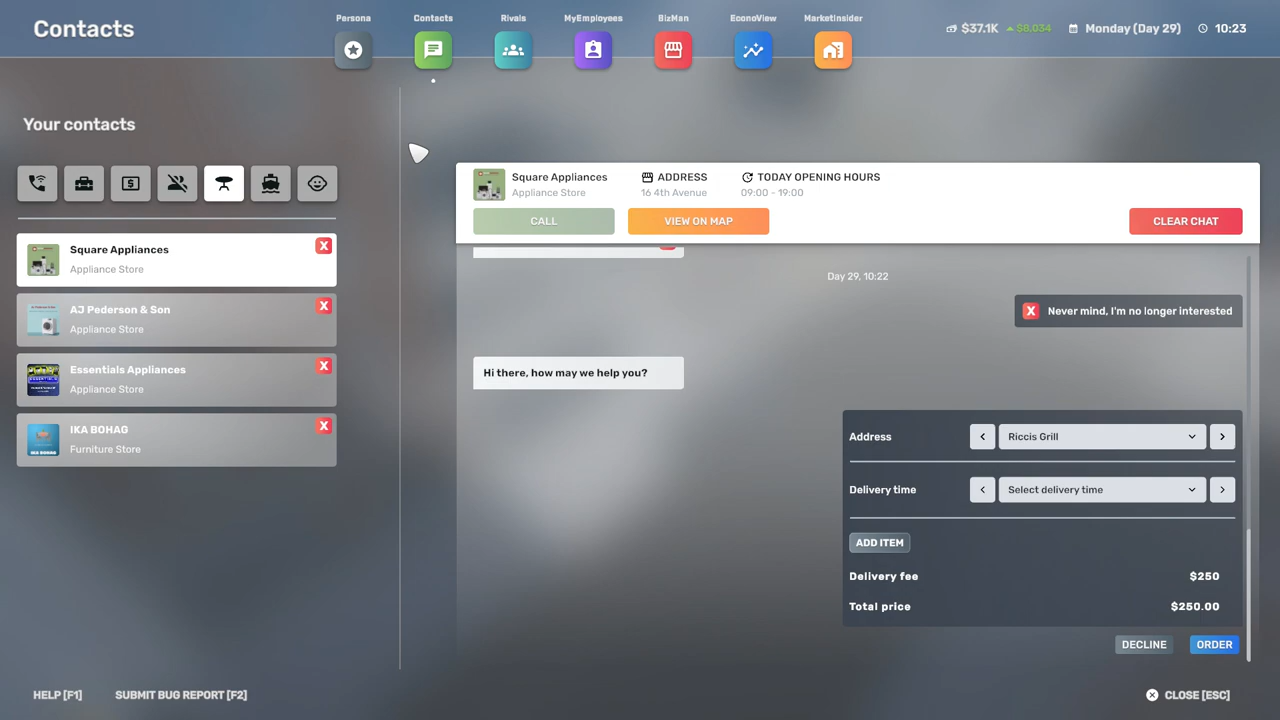 Contacts
Persona
Contacts
Rivals
MyEmployees
BizMan
EconoView
MarketInsider
$37.1K $8,034 Monday (Day 29) 10:23
Your contacts
Square Appliances
Appliance Store
X
AJ Pederson & Son
Appliance Store
X
Essentials Appliances
Appliance Store
X
IKA BOHAG
Furniture Store
X
Square Appliances
Appliance Store
ADDRESS
16 4th Avenue
TODAY OPENING HOURS
09:00 - 19:00
CALL
VIEW ON MAP
CLEAR CHAT
Day 29, 10:22
X Never mind, I'm no longer interested
Hi there, how may we help you?
Address < Riccis Grill >
Delivery time < Select delivery time >
ADD ITEM
Delivery fee $250
Total price $250.00
DECLINE ORDER
HELP [F1] SUBMIT BUG REPORT [F2] CLOSE [ESC]